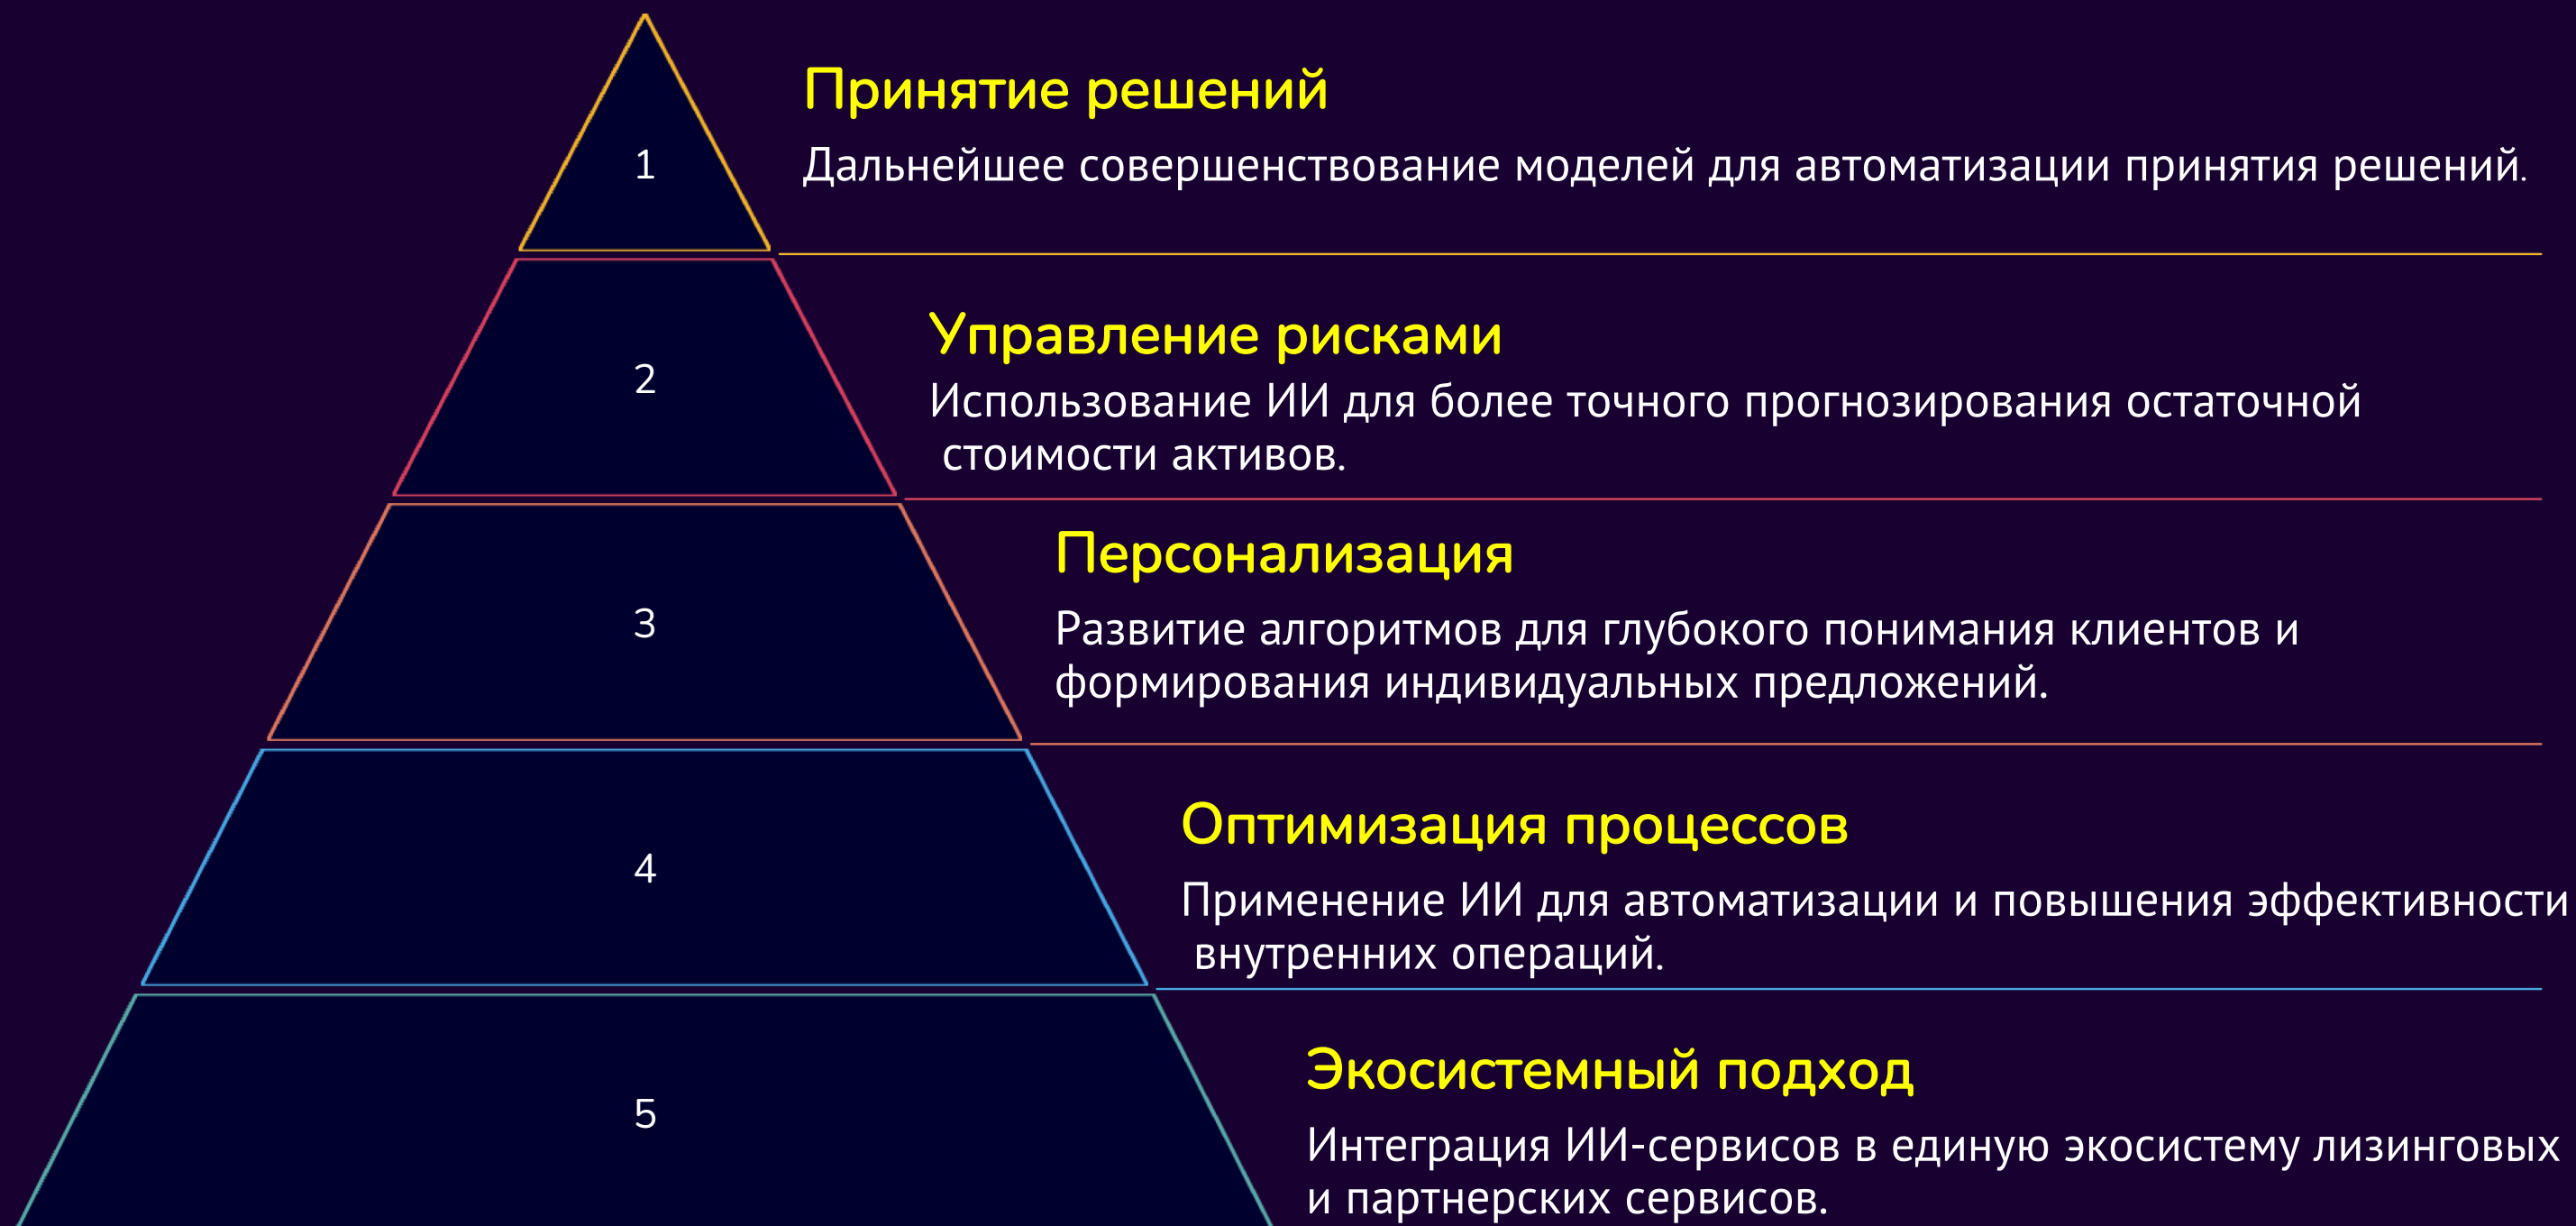 1
Принятие решений
Дальнейшее совершенствование моделей для автоматизации принятия решений.
2
Управление рисками
Использование ИИ для более точного прогнозирования остаточной
стоимости активов.
3
Персонализация
Развитие алгоритмов для глубокого понимания клиентов и
формирования индивидуальных предложений.
4
Оптимизация процессов
Применение ИИ для автоматизации и повышения эффективности
внутренних операций.
5
Экосистемный подход
Интеграция ИИ-сервисов в единую экосистему лизинговых
и партнерских сервисов.